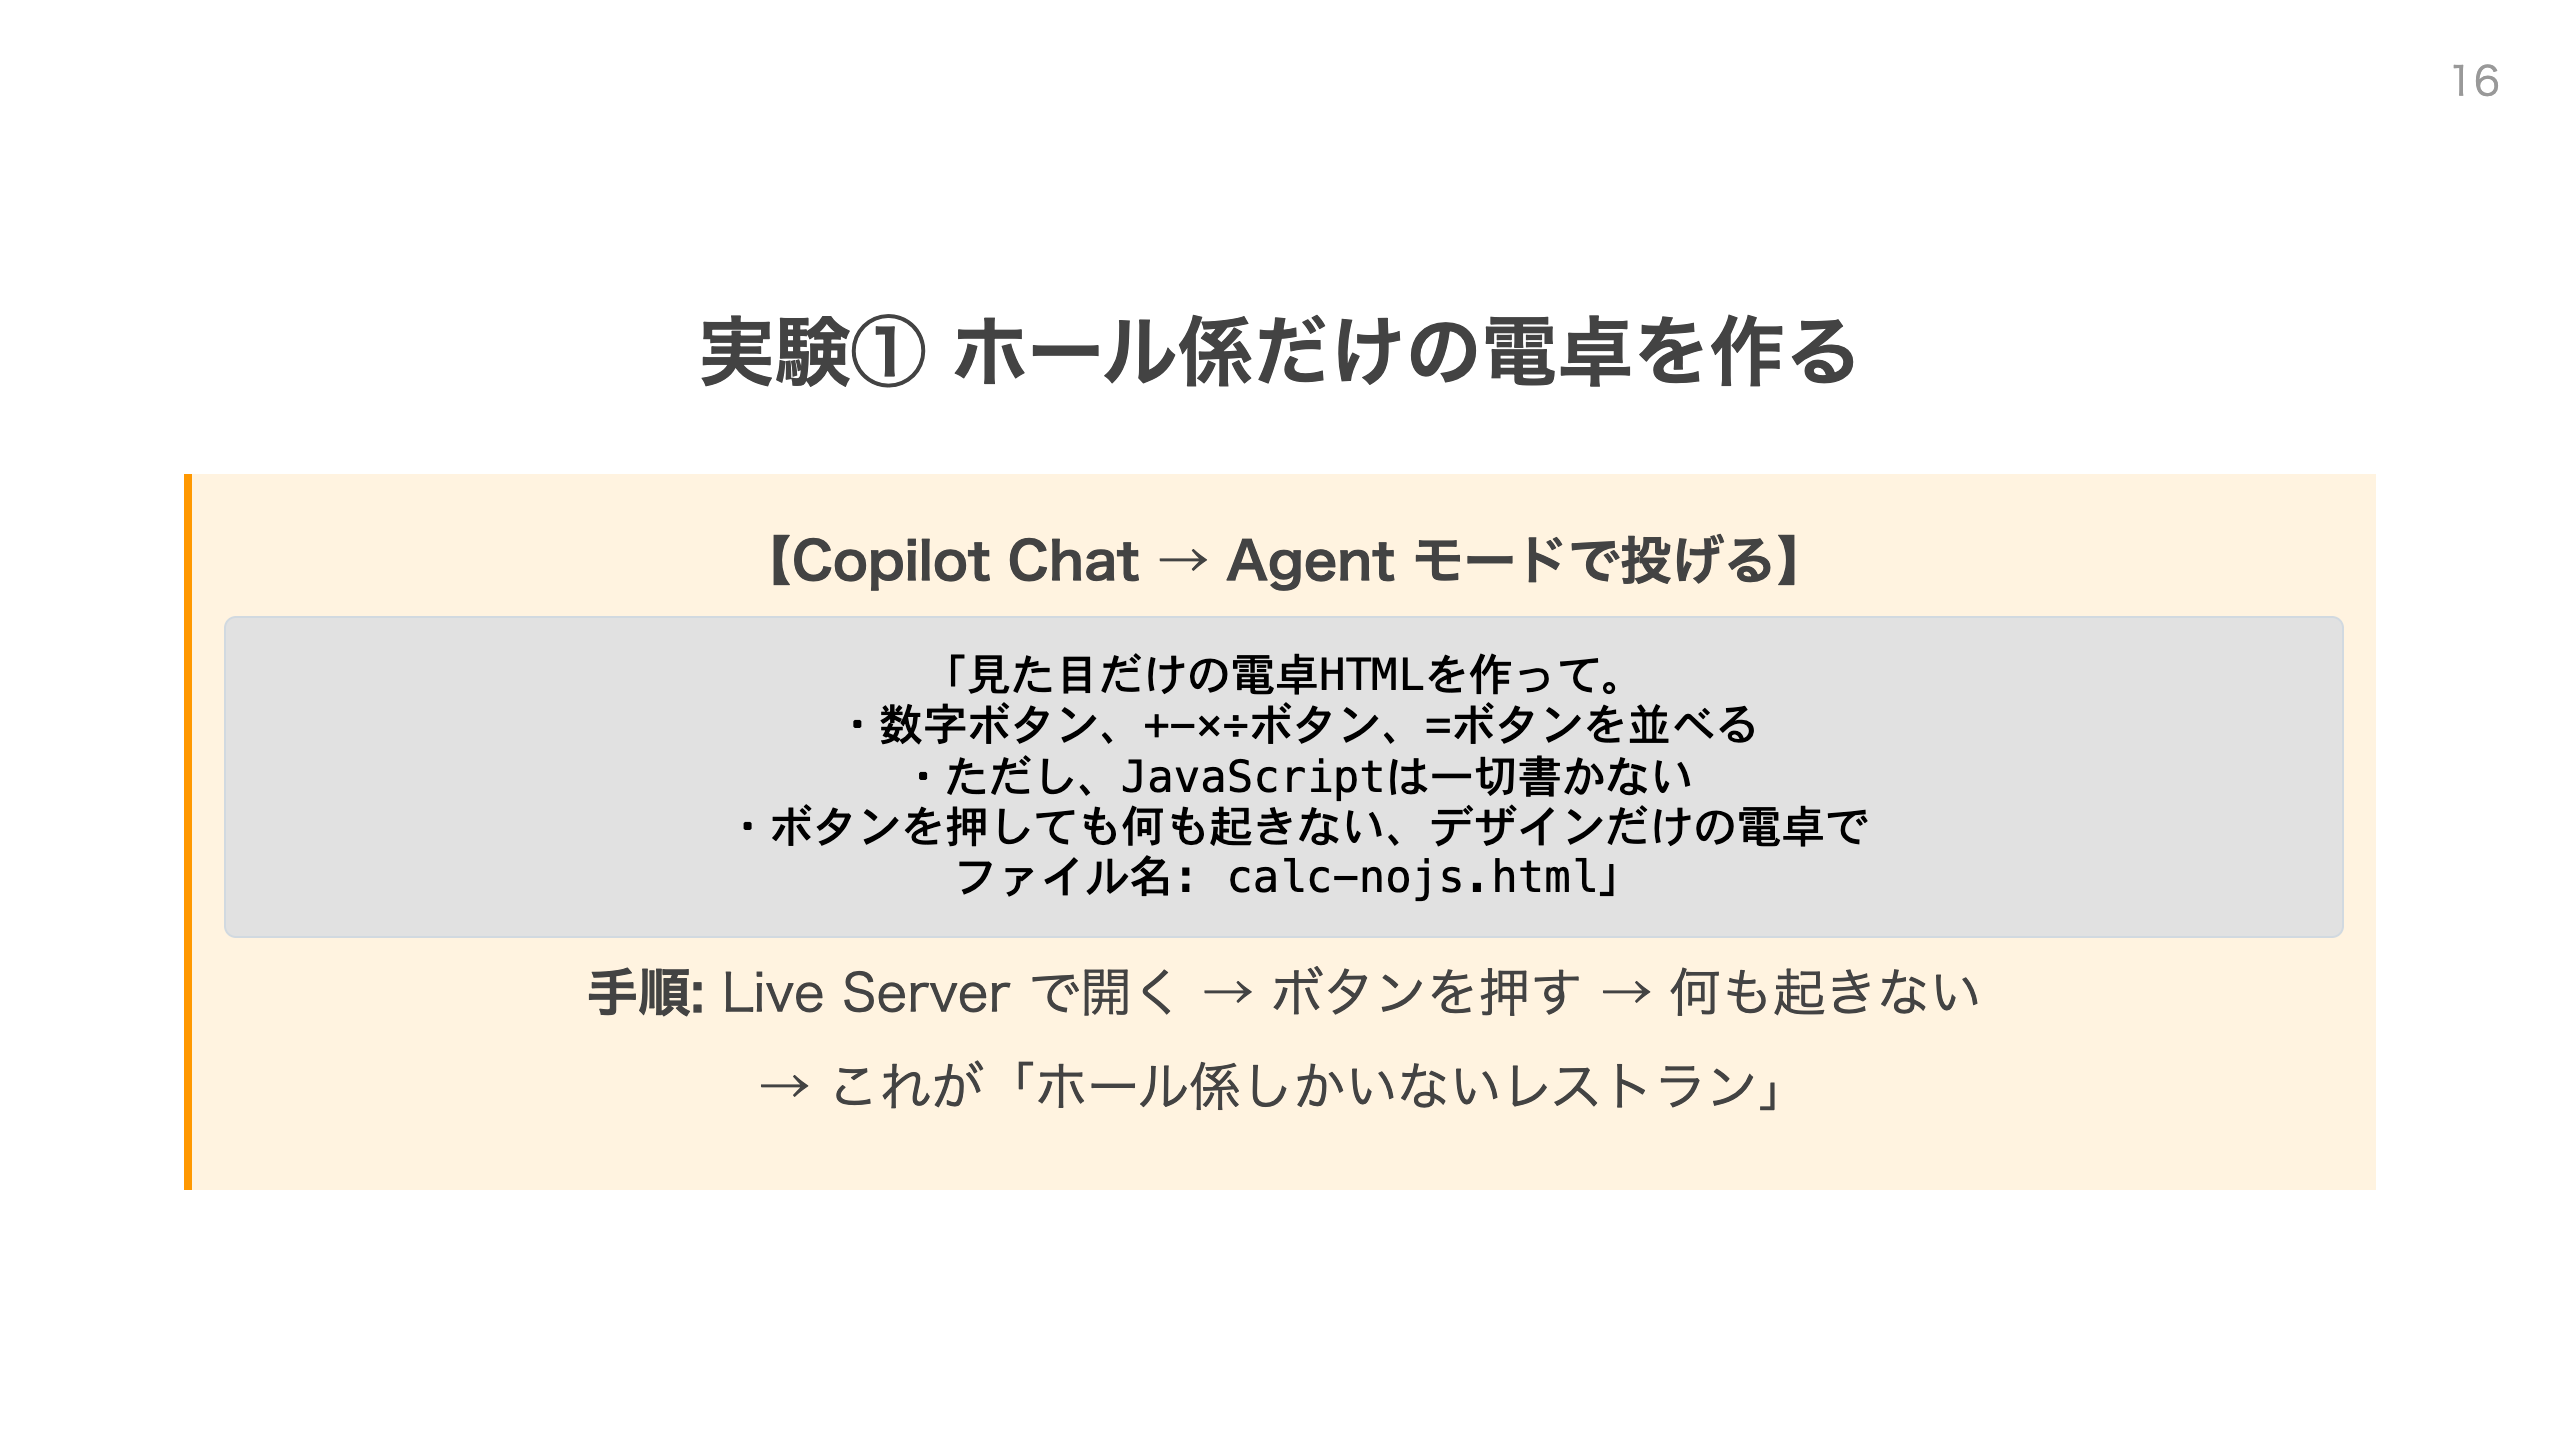 16
実験① ホール係だけの電卓を作る
【Copilot Chat → Agent モードで投げる】
「見た目だけの電卓HTMLを作って。
・数字ボタン、+−×÷ボタン、=ボタンを並べる
・ただし、JavaScriptは一切書かない
・ボタンを押しても何も起きない、デザインだけの電卓で
ファイル名: calc-nojs.html」
手順: Live Server で開く → ボタンを押す → 何も起きない
→ これが「ホール係しかいないレストラン」